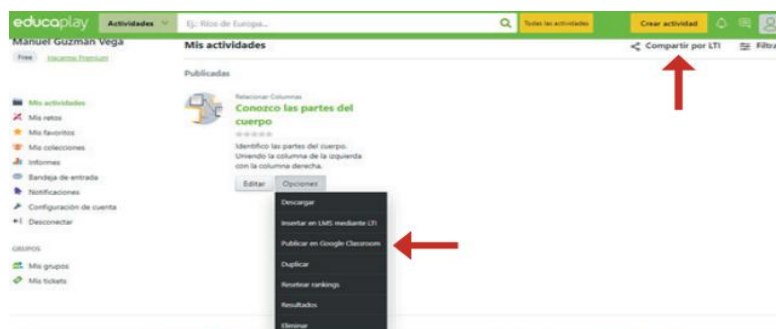 educaplay Actividades Ej: Ríos de Europa... Todas las actividades Crear actividad
Manuel Guzman Vega
Free Hacerme Premium
Mis actividades
Compartir por LTI Filtra
Publicadas
Mis actividades
Mis retos
Mis favoritos
Mis colecciones
Informes
Bandeja de entrada
Notificaciones
Configuración de cuenta
Desconectar
GRUPOS
Mis grupos
Mis tickets
Relacionar Columnas
Conozco las partes del
cuerpo
Identifico las partes del cuerpo.
Uniendo la columna de la izquierda
con la columna derecha.
Editar Opciones
Descargar
Insertar en LMS mediante LTI
Publicar en Google Classroom
Duplicar
Resetear rankings
Resultados
Eliminar